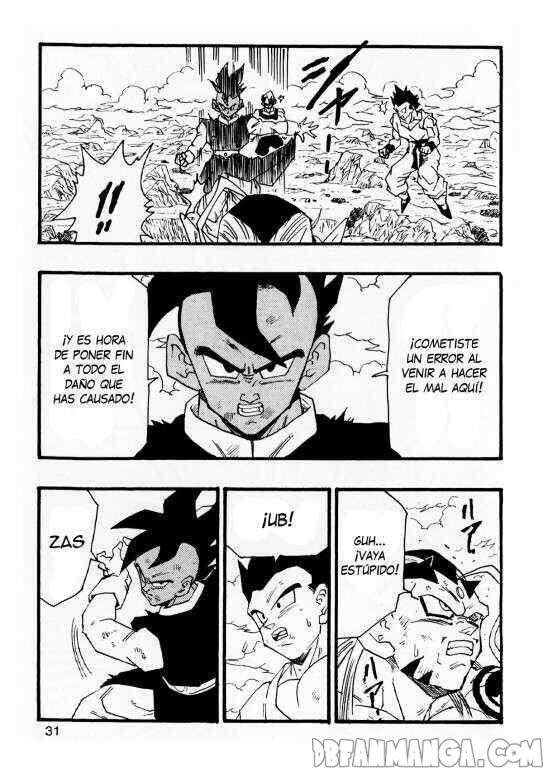 !!
¡COMETISTE
UN ERROR AL
VENIR A HACER
EL MAL AQUÍ!
¡Y ES HORA
DE PONER FIN
A TODO EL
DAÑO QUE
HAS CAUSADO!
GUH...
¡VAYA
ESTÚPIDO!
¡UB!
ZAS
31
DBFANMANGA.COM